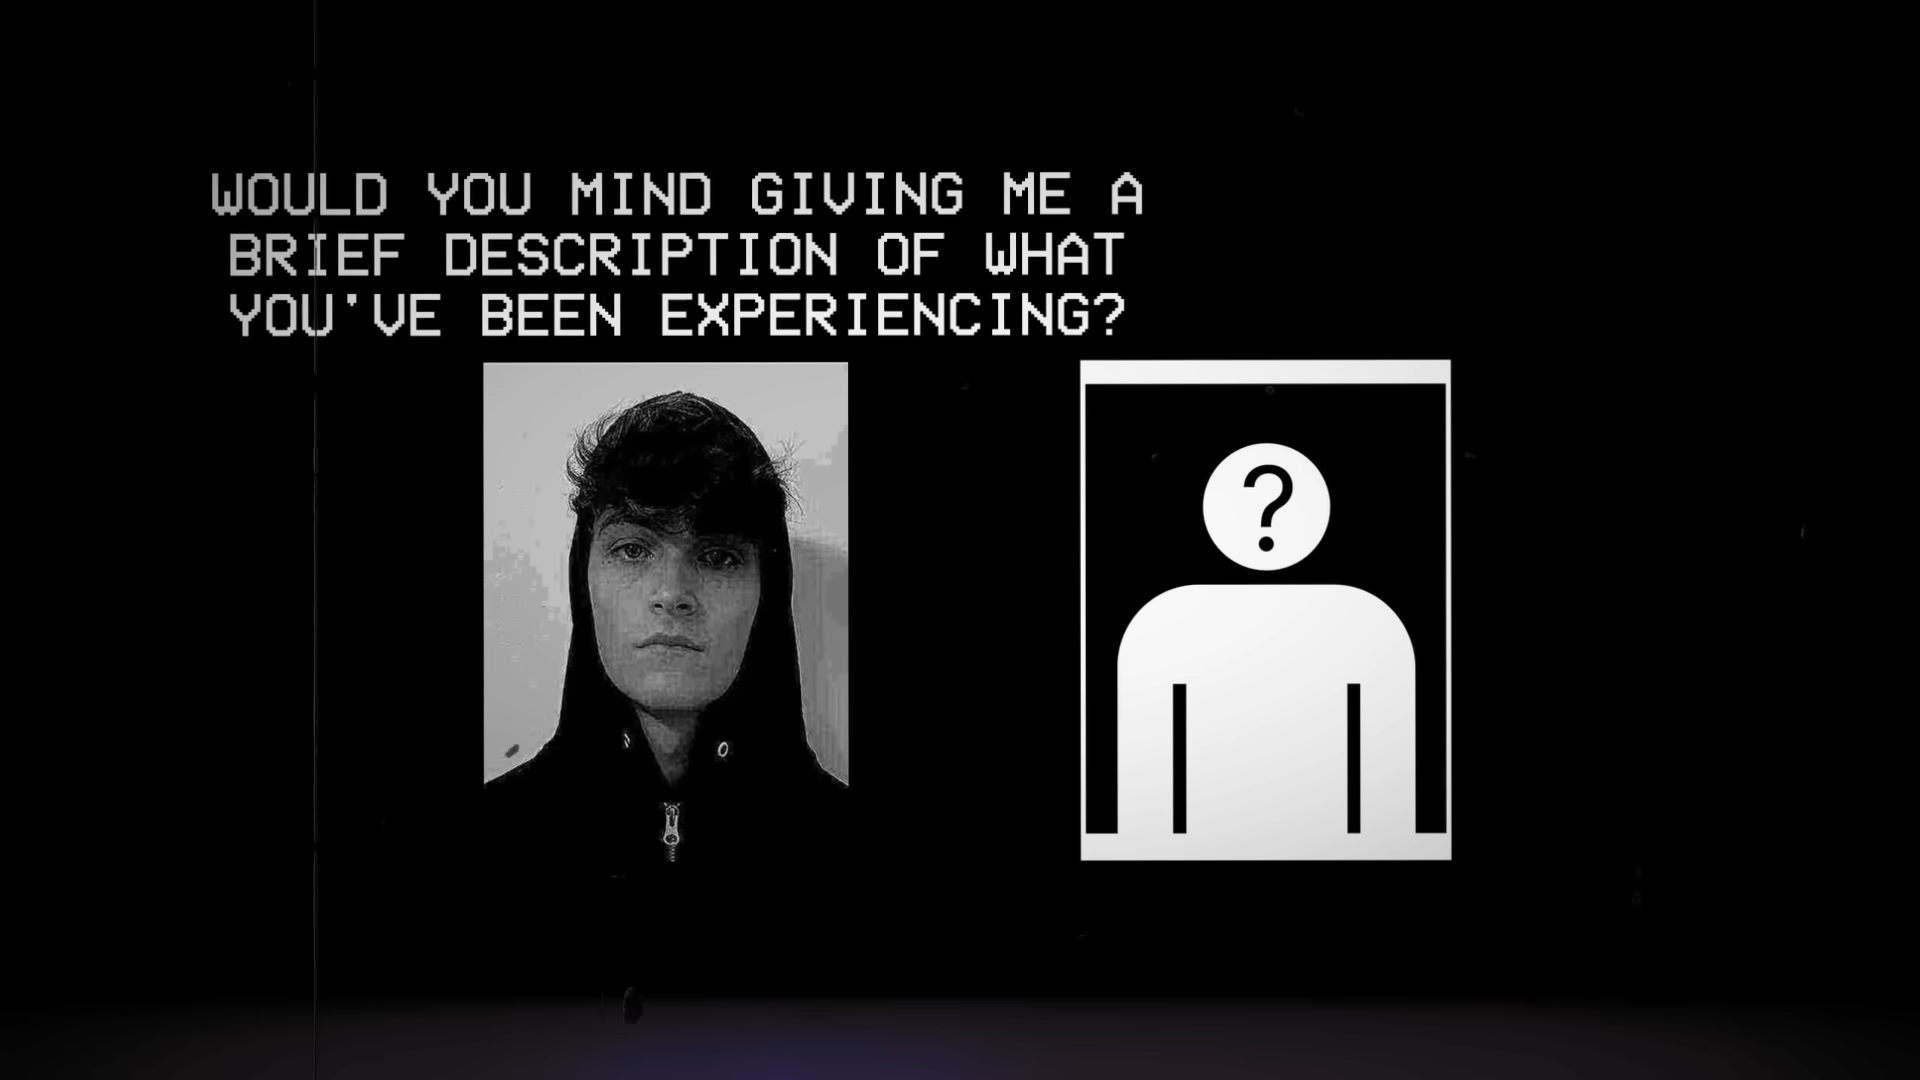 WOULD YOU MIND GIVING ME A
BRIEF DESCRIPTION OF WHAT
YOU'VE BEEN EXPERIENCING?
?